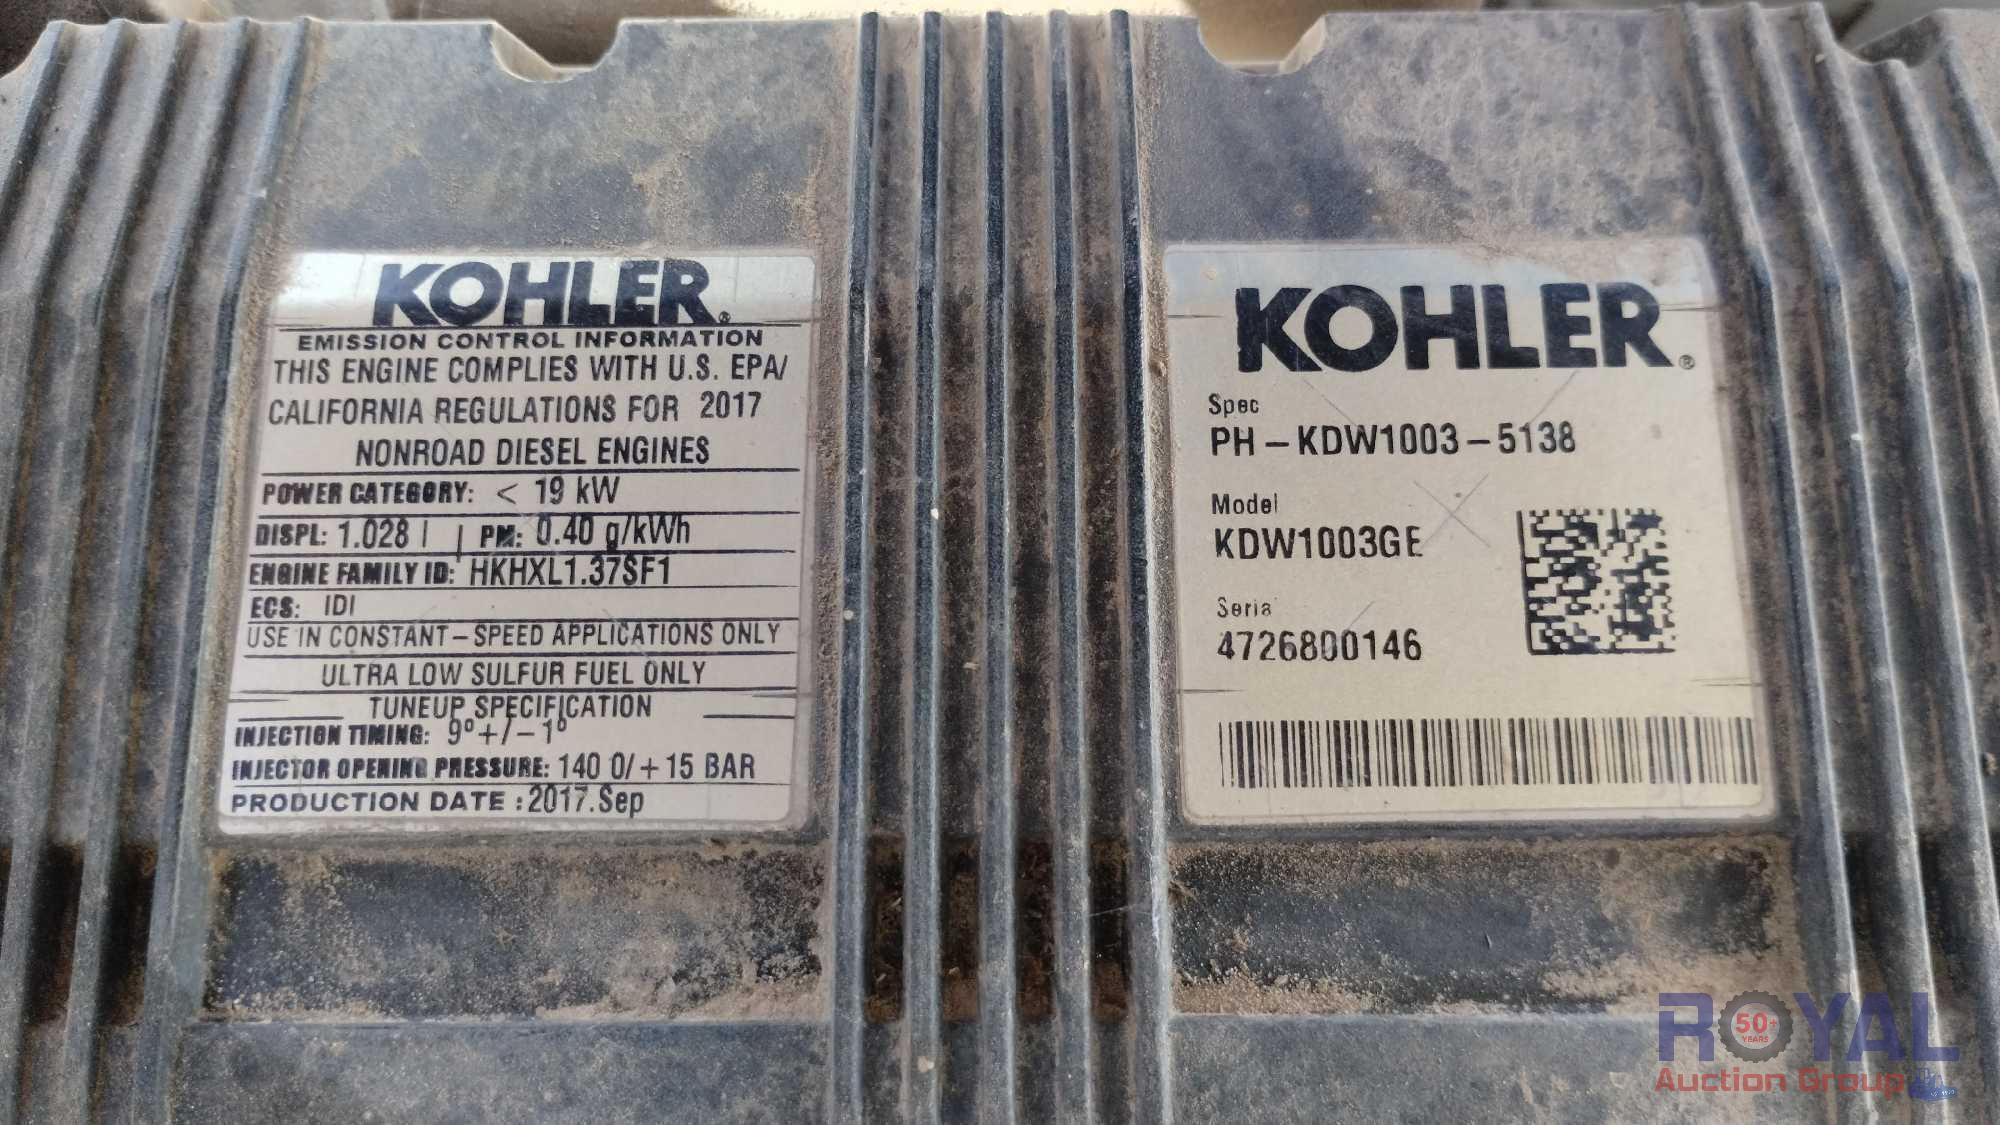 KOHLER®
EMISSION CONTROL INFORMATION
THIS ENGINE COMPLIES WITH U.S. EPA/
CALIFORNIA REGULATIONS FOR 2017
NONROAD DIESEL ENGINES
POWER CATEGORY: < 19 kW
DISPL: 1.028 l | PM: 0.40 g/kWh
ENGINE FAMILY ID: HKHXL1.37SF1
ECS: IDI
USE IN CONSTANT-SPEED APPLICATIONS ONLY
ULTRA LOW SULFUR FUEL ONLY
TUNEUP SPECIFICATION
INJECTION TIMING: 9º+/-1º
INJECTOR OPENING PRESSURE: 140 0/+15 BAR
PRODUCTION DATE: 2017.Sep
KOHLER®
Spec
PH-KDW1003-5138
Model
KDW1003GE
Serial
4726800146
ROYAL
50+
YEARS
Auction Group